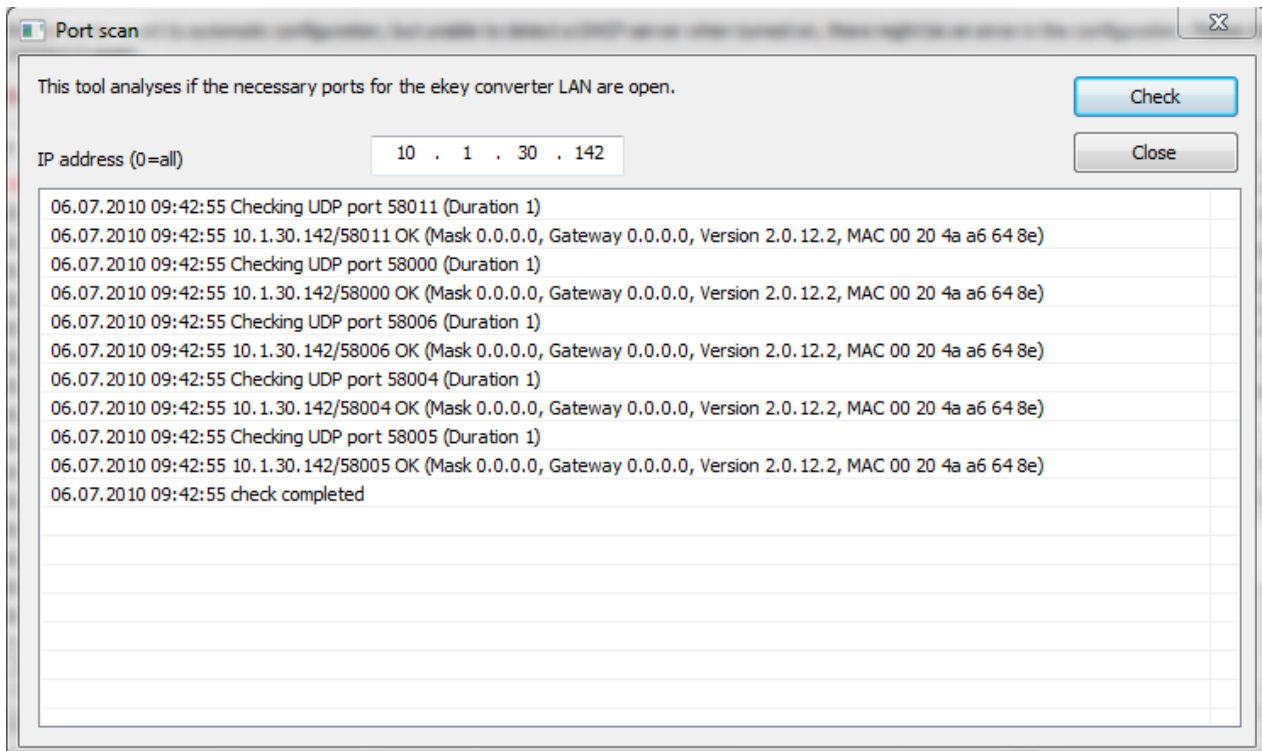 Port scan
This tool analyses if the necessary ports for the ekey converter LAN are open.
Check
IP address (0=all)
10 . 1 . 30 . 142
Close
06.07.2010 09:42:55 Checking UDP port 58011 (Duration 1)
06.07.2010 09:42:55 10.1.30.142/58011 OK (Mask 0.0.0.0, Gateway 0.0.0.0, Version 2.0.12.2, MAC 00 20 4a a6 64 8e)
06.07.2010 09:42:55 Checking UDP port 58000 (Duration 1)
06.07.2010 09:42:55 10.1.30.142/58000 OK (Mask 0.0.0.0, Gateway 0.0.0.0, Version 2.0.12.2, MAC 00 20 4a a6 64 8e)
06.07.2010 09:42:55 Checking UDP port 58006 (Duration 1)
06.07.2010 09:42:55 10.1.30.142/58006 OK (Mask 0.0.0.0, Gateway 0.0.0.0, Version 2.0.12.2, MAC 00 20 4a a6 64 8e)
06.07.2010 09:42:55 Checking UDP port 58004 (Duration 1)
06.07.2010 09:42:55 10.1.30.142/58004 OK (Mask 0.0.0.0, Gateway 0.0.0.0, Version 2.0.12.2, MAC 00 20 4a a6 64 8e)
06.07.2010 09:42:55 Checking UDP port 58005 (Duration 1)
06.07.2010 09:42:55 10.1.30.142/58005 OK (Mask 0.0.0.0, Gateway 0.0.0.0, Version 2.0.12.2, MAC 00 20 4a a6 64 8e)
06.07.2010 09:42:55 check completed